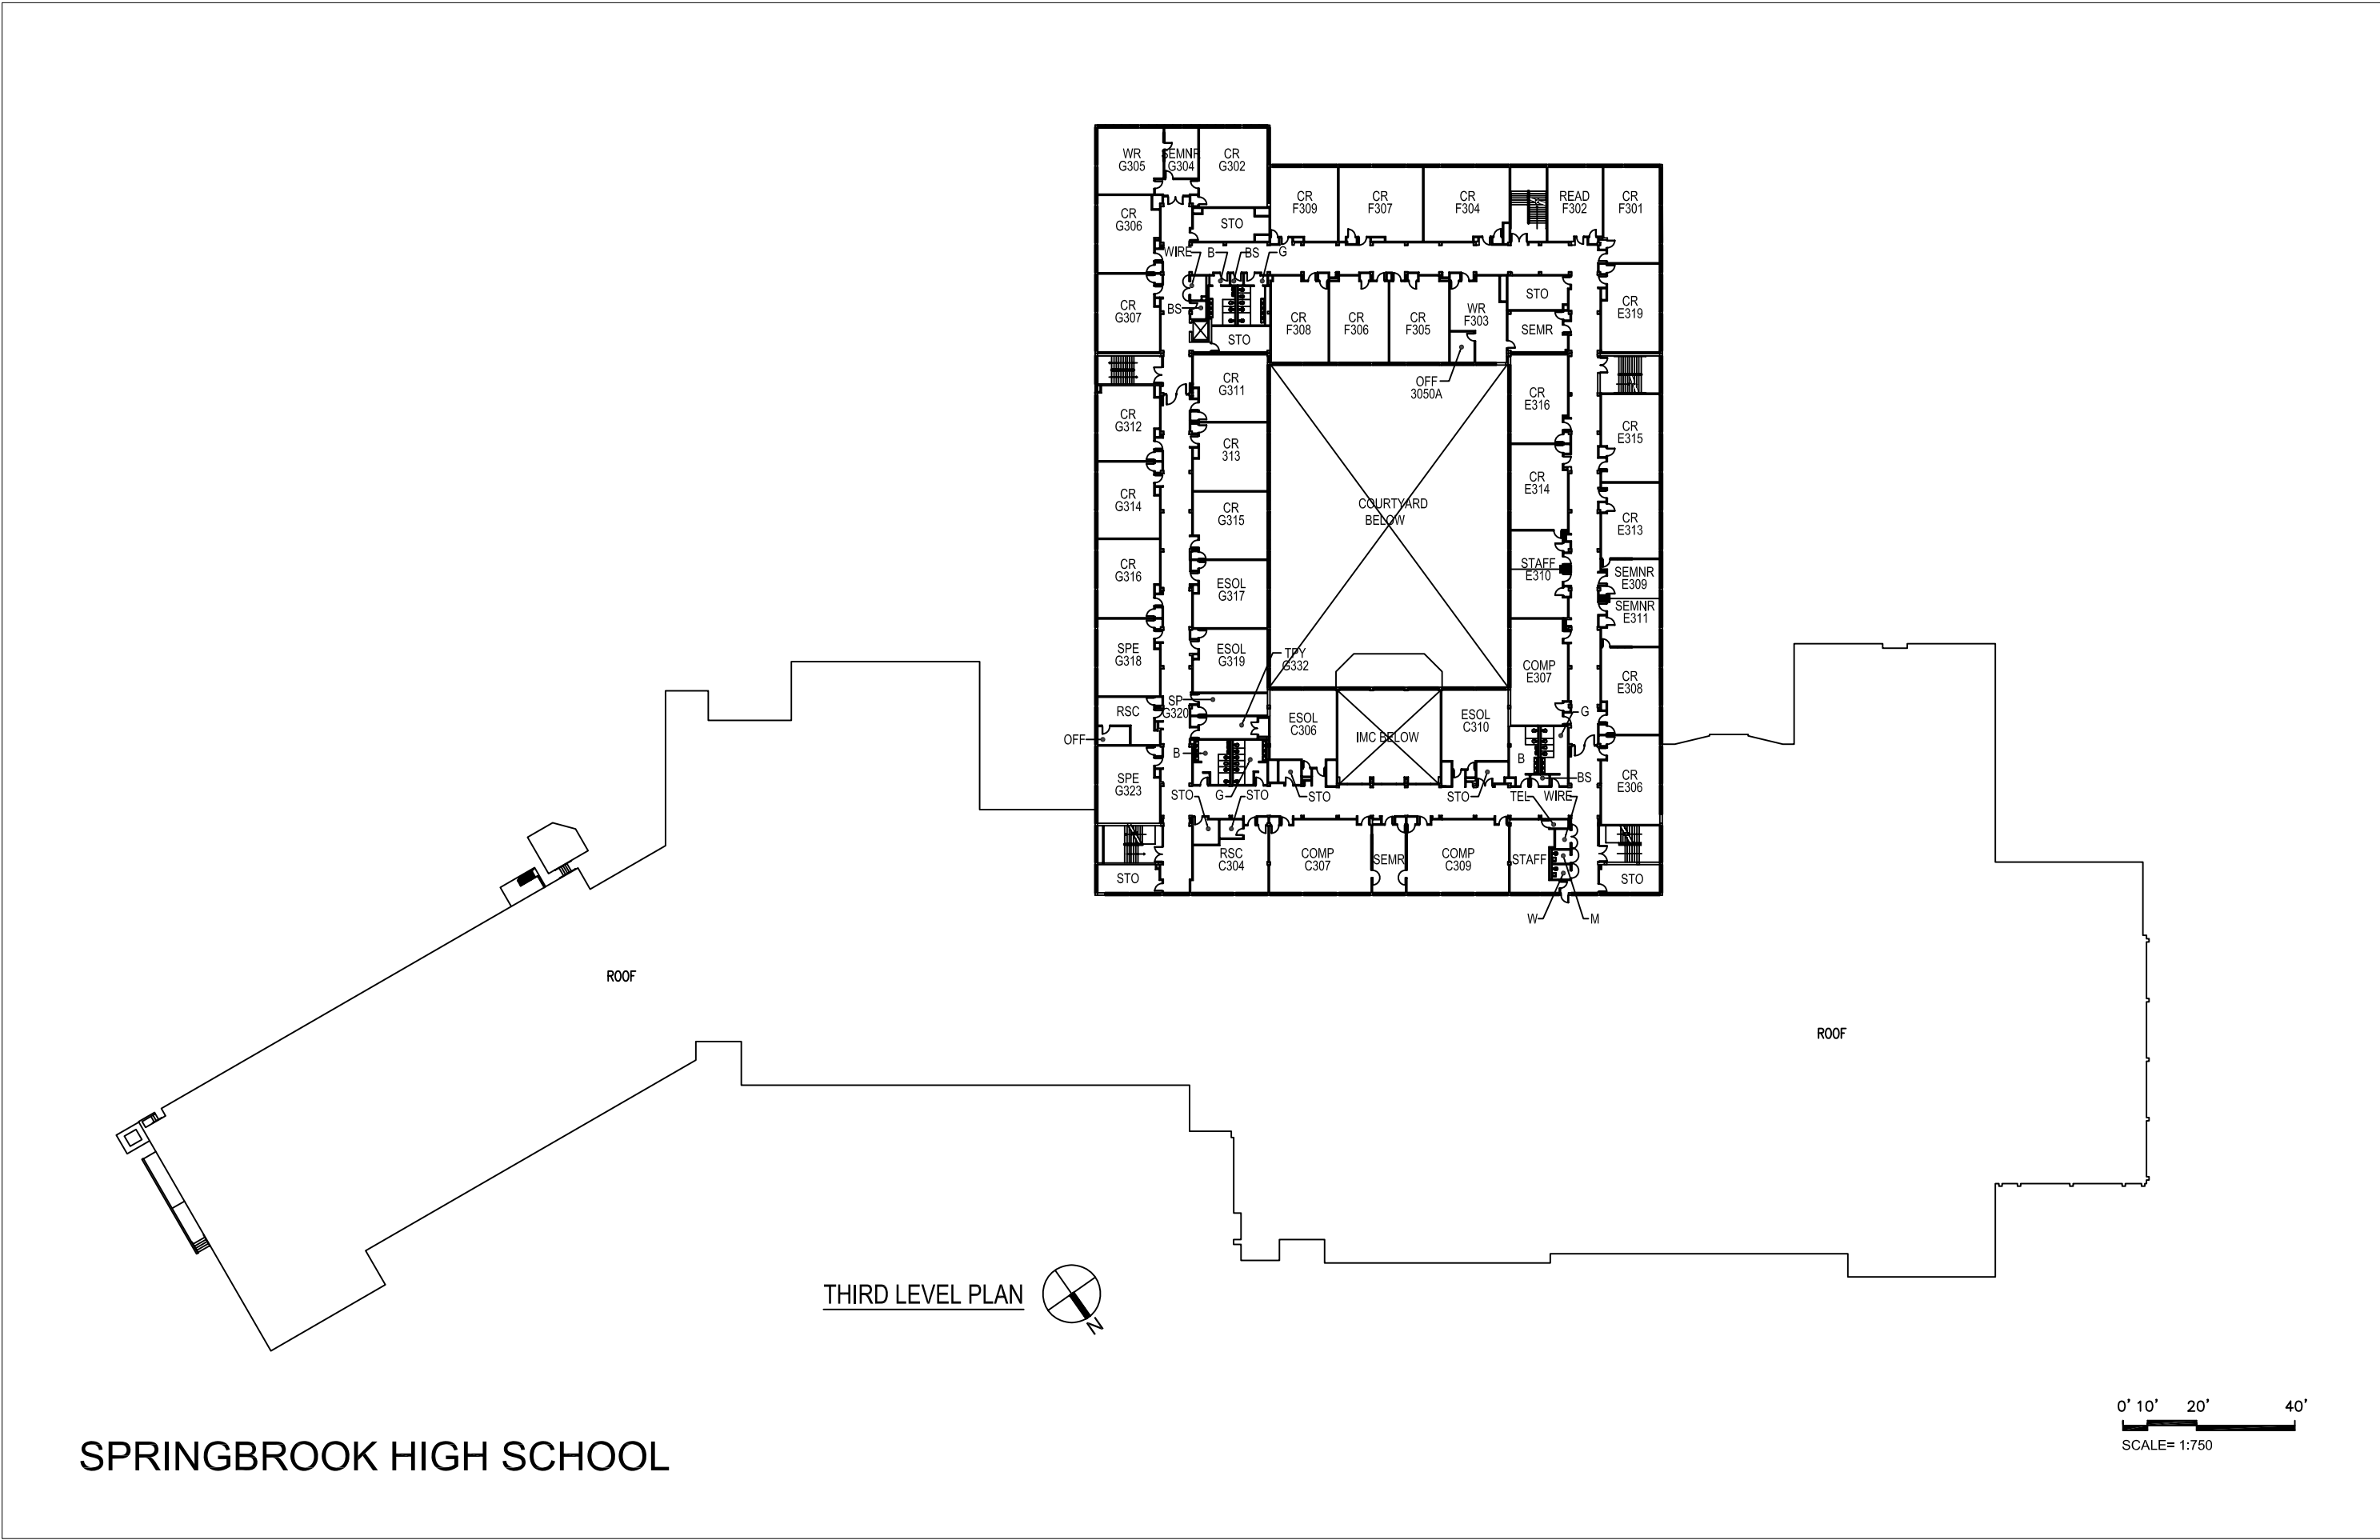 WR
G305
SEMNR
G304
CR
G302
CR
F309
CR
F307
CR
F304
READ
F302
CR
F301
CR
G306
STO
WIRE
B
BS
G
CR
G307
BS
STO
CR
F308
CR
F306
CR
F305
WR
F303
STO
SEMR
CR
E319
OFF
3050A
CR
G311
CR
E316
CR
G312
CR
313
CR
E315
CR
G314
CR
G315
COURTYARD
BELOW
CR
E314
CR
E313
CR
G316
ESOL
G317
STAFF
E310
SEMNR
E309
SEMNR
E311
SPE
G318
ESOL
G319
TPY
G332
COMP
E307
CR
E308
RSC
SP
G320
OFF
ESOL
C306
IMC BELOW
ESOL
C310
G
B
B
SPE
G323
BS
CR
E306
STO
G
STO
STO
STO
TEL
WIRE
RSC
C304
COMP
C307
SEMR
COMP
C309
STAFF
STO
STO
W
M
ROOF
ROOF
THIRD LEVEL PLAN
N
0' 10' 20' 40'
SCALE= 1:750
SPRINGBROOK HIGH SCHOOL